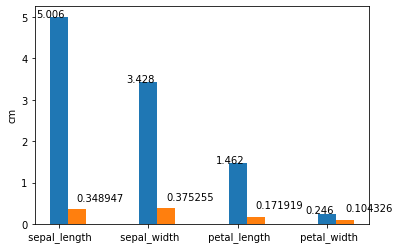 5.006
5
4
3.428
3
cm
2
1.462
1
0.348947
0.375255
0.171919
0.246
0.104326
0
sepal_length
sepal_width
petal_length
petal_width